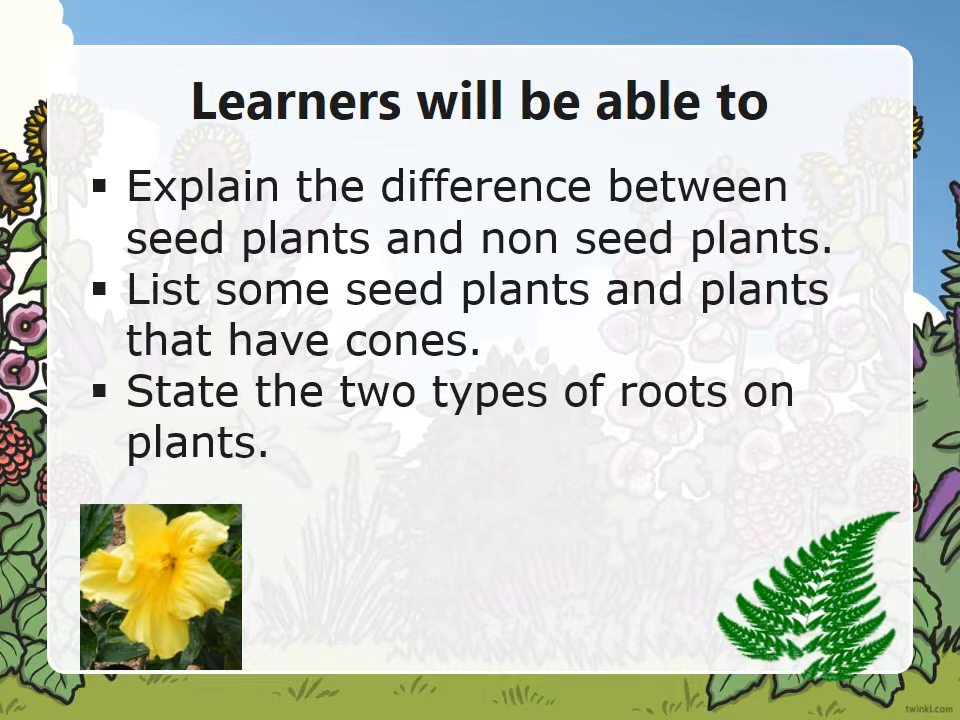 Learners will be able to
▪ Explain the difference between
seed plants and non seed plants.
▪ List some seed plants and plants
that have cones.
▪ State the two types of roots on
plants.
twinkl.com